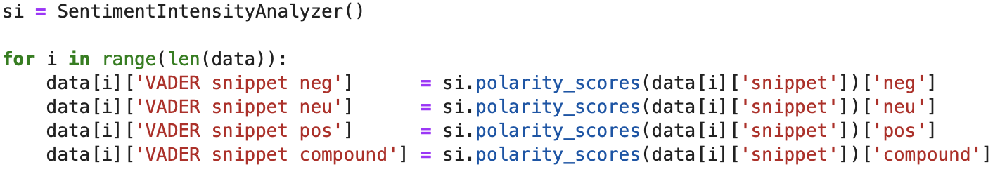 si = SentimentIntensityAnalyzer()

for i in range(len(data)):
    data[i]['VADER snippet neg']      = si.polarity_scores(data[i]['snippet'])['neg']
    data[i]['VADER snippet neu']      = si.polarity_scores(data[i]['snippet'])['neu']
    data[i]['VADER snippet pos']      = si.polarity_scores(data[i]['snippet'])['pos']
    data[i]['VADER snippet compound'] = si.polarity_scores(data[i]['snippet'])['compound']